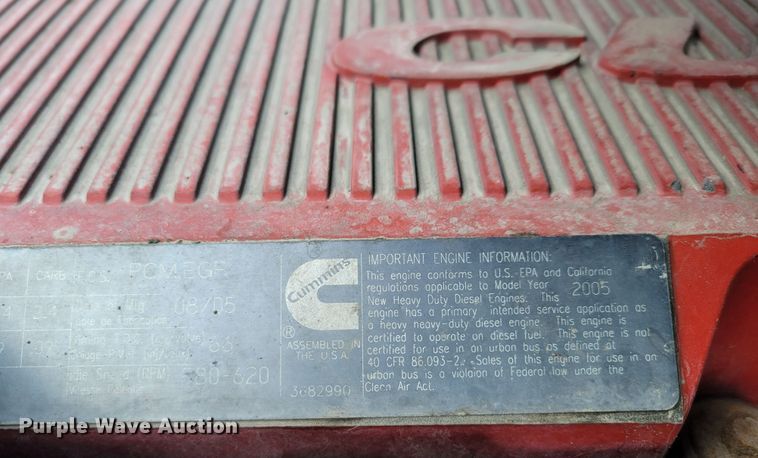 CU
PCM,EGR
08/05
80-620
Cummins
®
ASSEMBLED IN
THE U.S.A.
3682990
IMPORTANT ENGINE INFORMATION:
This engine conforms to U.S.-EPA and California
regulations applicable to Model Year 2005
New Heavy Duty Diesel Engines. This
engine has a primary intended service application as
a heavy heavy-duty diesel engine. This engine is
certified to operate on diesel fuel. This engine is not
certified for use in an urban bus as defined at
40 CFR 86.093-2. Sales of this engine for use in an
urban bus is a violation of Federal law under the
Clean Air Act.
Purple Wave Auction®